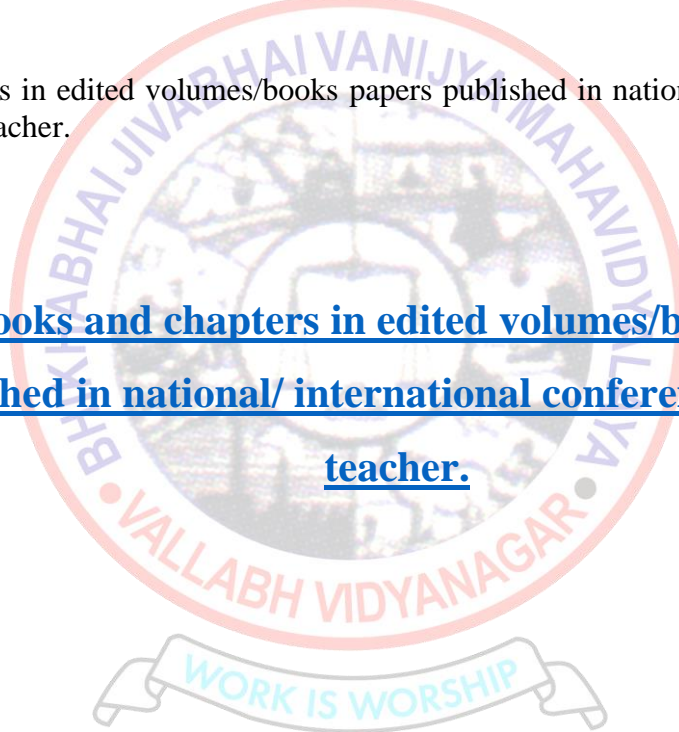 s in edited volumes/books papers published in nation
acher.
BHIKHABHAI JIVABHAI VANIJYA MAHAVIDYALAYA
ooks and chapters in edited volumes/b
hed in national/ international confere
teacher.
• VALLABH VIDYANAGAR •
WORK IS WORSHIP